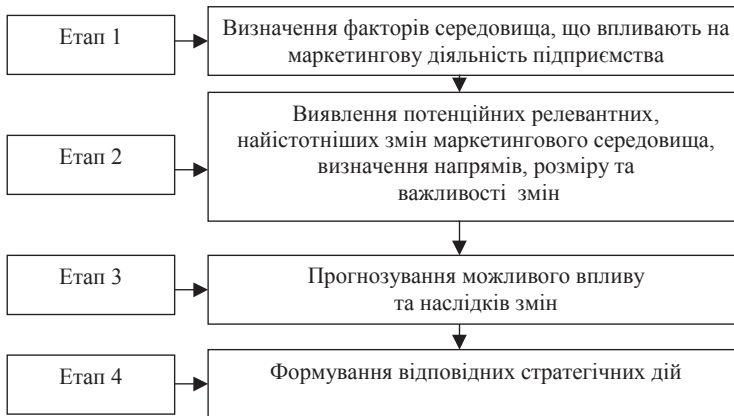 Етап 1
Визначення факторів середовища, що впливають на
маркетингову діяльність підприємства
Етап 2
Виявлення потенційних релевантних,
найістотніших змін маркетингового середовища,
визначення напрямів, розміру та
важливості змін
Етап 3
Прогнозування можливого впливу
та наслідків змін
Етап 4
Формування відповідних стратегічних дій